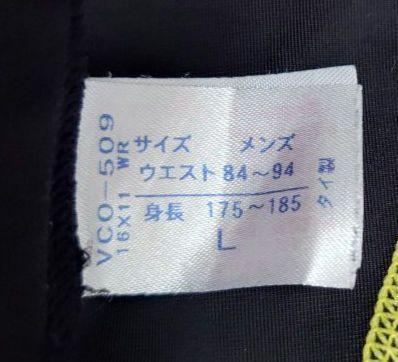 サイズ メンズ
ウエスト 84〜94
身長 175〜185
L
VCO-509
16X11 WR
タイ製